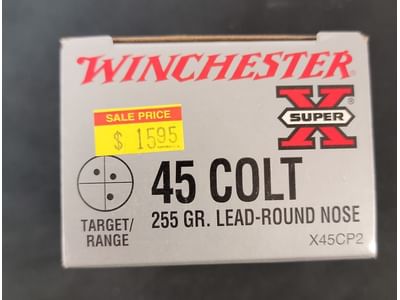 WINCHESTER
®
SUPER
X
SALE PRICE
$ 15.95
45 COLT
255 GR. LEAD-ROUND NOSE
TARGET/
RANGE
X45CP2